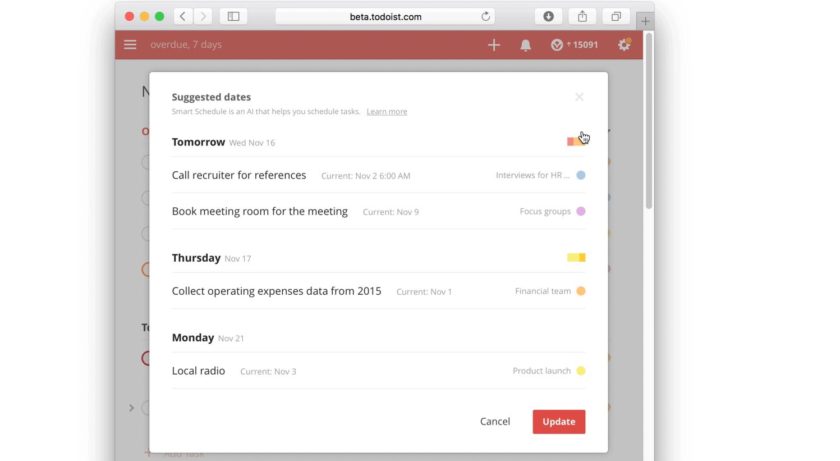 beta.todoist.com
overdue, 7 days
15091
Suggested dates
Smart Schedule is an AI that helps you schedule tasks. Learn more
Tomorrow Wed Nov 16
Call recruiter for references Current: Nov 2 6:00 AM Interviews for HR ...
Book meeting room for the meeting Current: Nov 9 Focus groups
Thursday Nov 17
Collect operating expenses data from 2015 Current: Nov 1 Financial team
Monday Nov 21
Local radio Current: Nov 3 Product launch
Cancel Update
Add Task